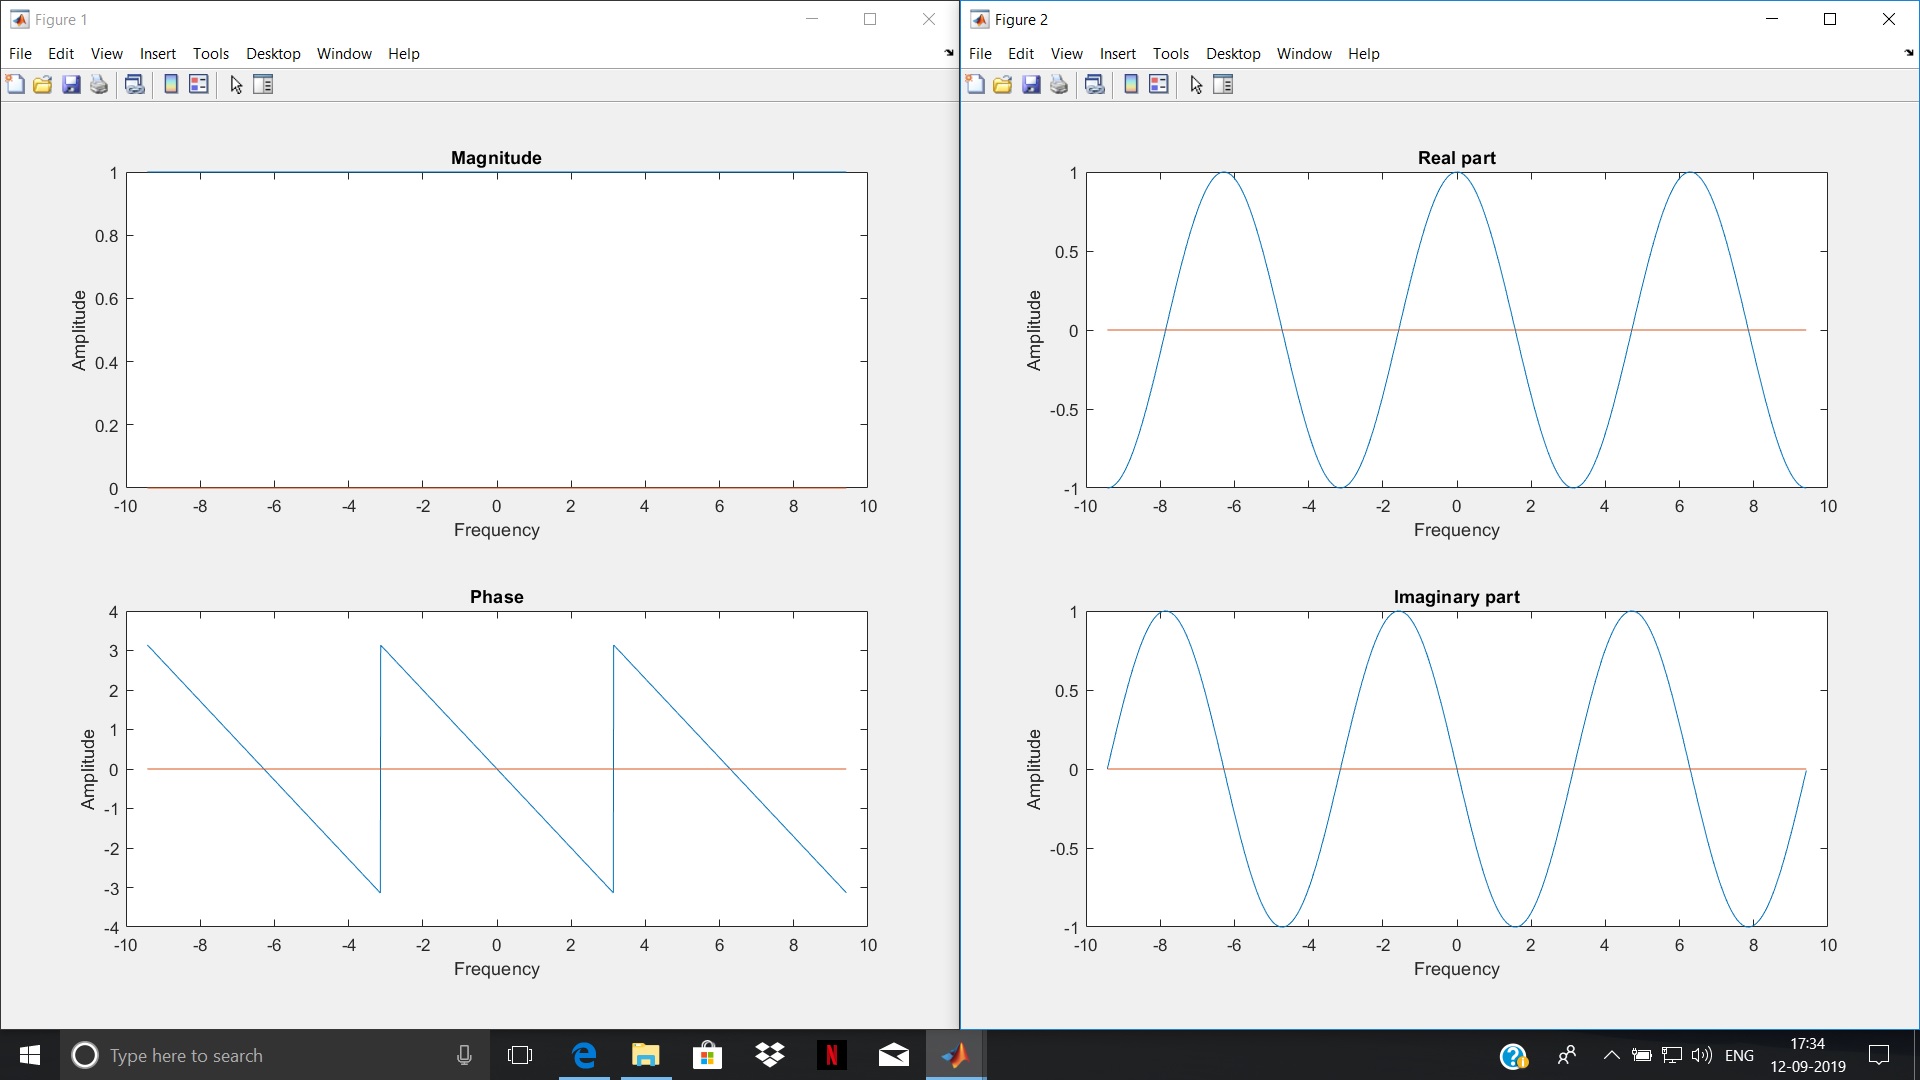 Figure 1
File Edit View Insert Tools Desktop Window Help
Magnitude
1
0.8
0.6
0.4
0.2
0
Amplitude
-10 -8 -6 -4 -2 0 2 4 6 8 10
Frequency
Phase
4
3
2
1
0
-1
-2
-3
-4
Amplitude
-10 -8 -6 -4 -2 0 2 4 6 8 10
Frequency
Figure 2
File Edit View Insert Tools Desktop Window Help
Real part
1
0.5
0
-0.5
-1
Amplitude
-10 -8 -6 -4 -2 0 2 4 6 8 10
Frequency
Imaginary part
1
0.5
0
-0.5
-1
Amplitude
-10 -8 -6 -4 -2 0 2 4 6 8 10
Frequency
Type here to search
N
ENG
17:34
12-09-2019